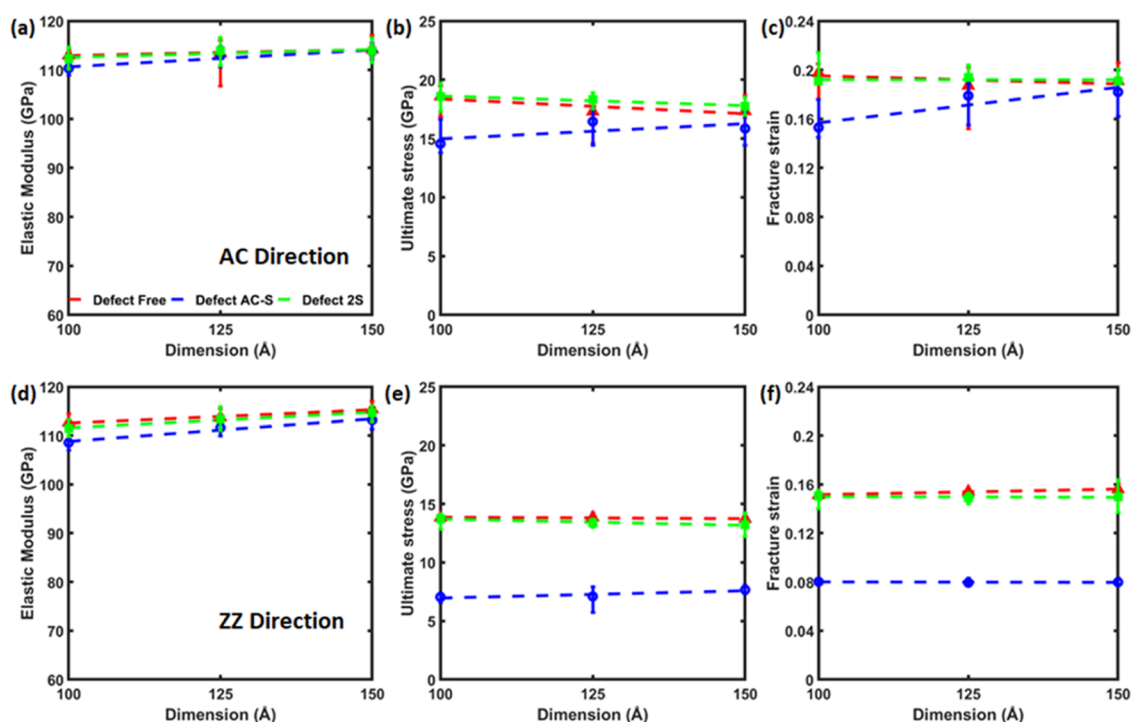 (a)
120
110
100
90
80
70
60
Elastic Modulus (GPa)
AC Direction
Defect Free Defect AC-S Defect 2S
100 125 150
Dimension (Å)
(b)
25
20
15
10
5
0
Ultimate stress (GPa)
100 125 150
Dimension (Å)
(c)
0.24
0.2
0.16
0.12
0.08
0.04
0
Fracture strain
100 125 150
Dimension (Å)
(d)
120
110
100
90
80
70
60
Elastic Modulus (GPa)
ZZ Direction
100 125 150
Dimension (Å)
(e)
25
20
15
10
5
0
Ultimate stress (GPa)
100 125 150
Dimension (Å)
(f)
0.24
0.2
0.16
0.12
0.08
0.04
0
Fracture strain
100 125 150
Dimension (Å)